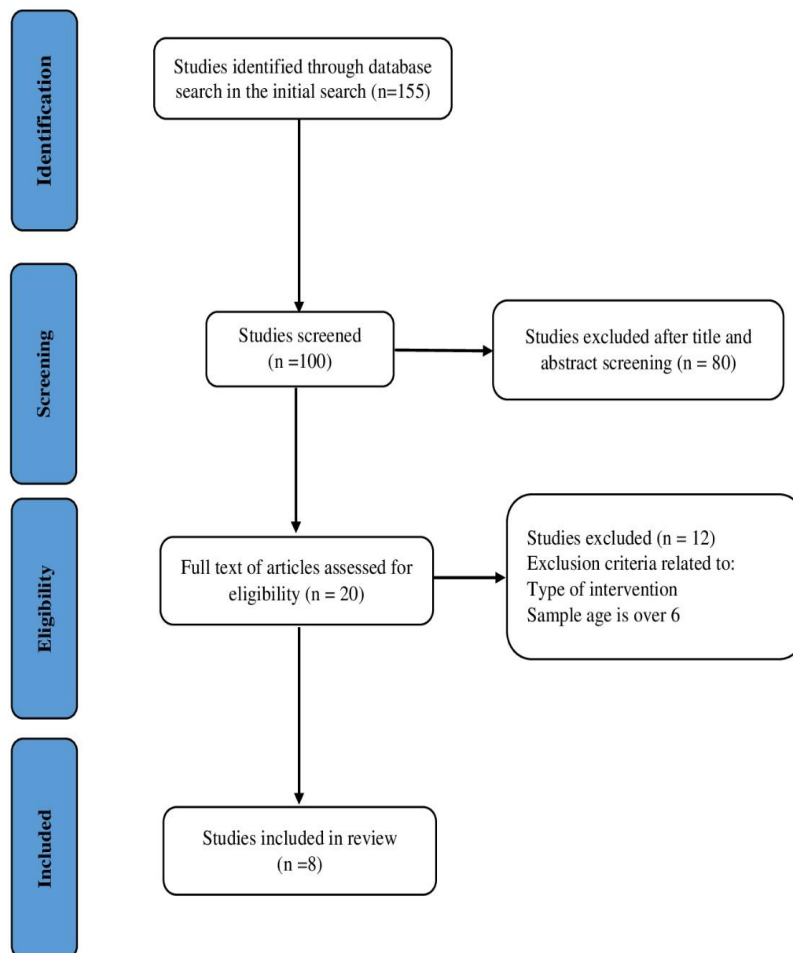 Identification
Studies identified through database
search in the initial search (n=155)
Screening
Studies screened
(n =100)
Studies excluded after title and
abstract screening (n = 80)
Eligibility
Full text of articles assessed for
eligibility (n = 20)
Studies excluded (n = 12)
Exclusion criteria related to:
Type of intervention
Sample age is over 6
Included
Studies included in review
(n =8)